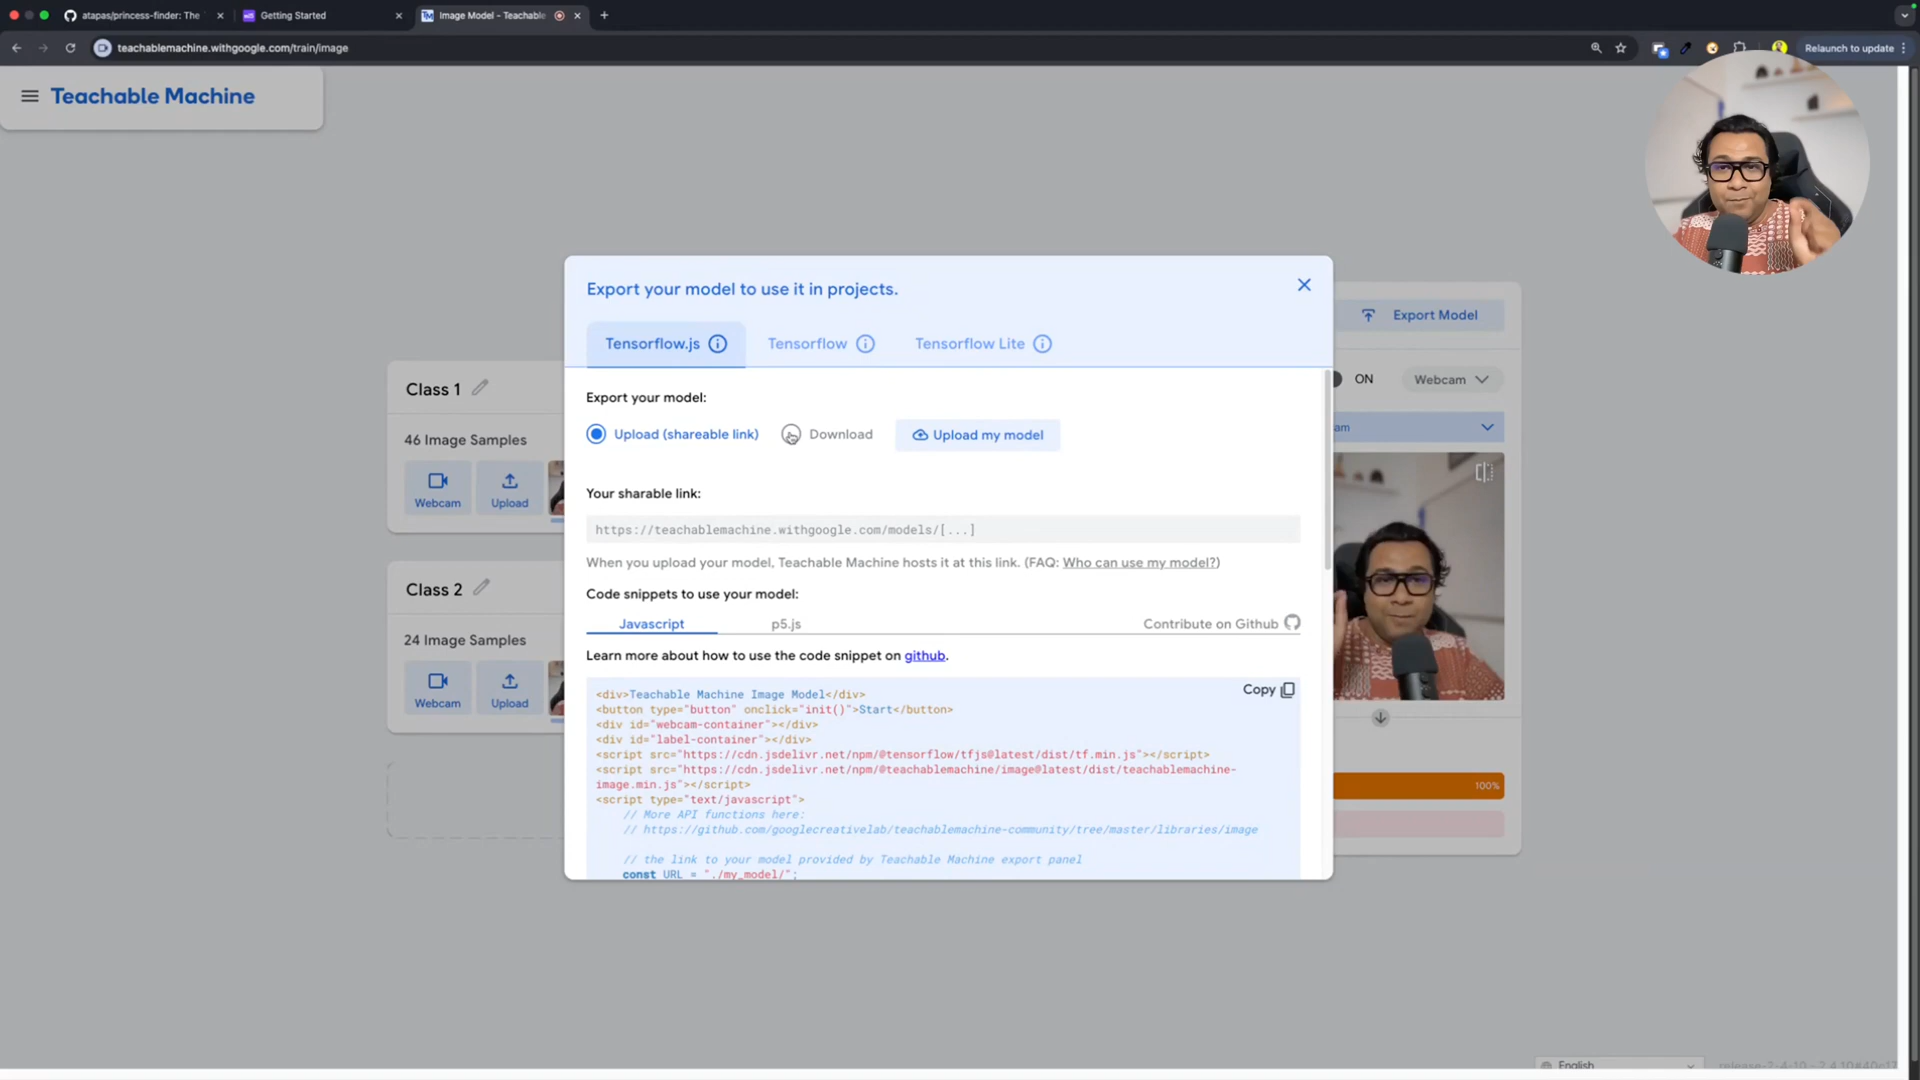 atapas/princess-finder: The
Getting Started
Image Model - Teachable
teachablemachine.withgoogle.com/train/image
Relaunch to update
Teachable Machine
Export your model to use it in projects.
Tensorflow.js
Tensorflow
Tensorflow Lite
Export Model
Export your model:
Upload (shareable link)
Download
Upload my model
ON
Webcam
Class 1
46 Image Samples
Webcam
Upload
Your sharable link:
https://teachablemachine.withgoogle.com/models/[...]
When you upload your model, Teachable Machine hosts it at this link. (FAQ: Who can use my model?)
Code snippets to use your model:
Javascript
p5.js
Contribute on Github
Learn more about how to use the code snippet on github.
Class 2
24 Image Samples
Webcam
Upload
Copy
<div>Teachable Machine Image Model</div>
<button type="button" onclick="init()">Start</button>
<div id="webcam-container"></div>
<div id="label-container"></div>
<script src="https://cdn.jsdelivr.net/npm/@tensorflow/tfjs@latest/dist/tf.min.js"></script>
<script src="https://cdn.jsdelivr.net/npm/@teachablemachine/image@latest/dist/teachablemachine-
image.min.js"></script>
<script type="text/javascript">
// More API functions here:
// https://github.com/googlecreativelab/teachablemachine-community/tree/master/libraries/image
// the link to your model provided by Teachable Machine export panel
const URL = "./my_model/";
100%
English